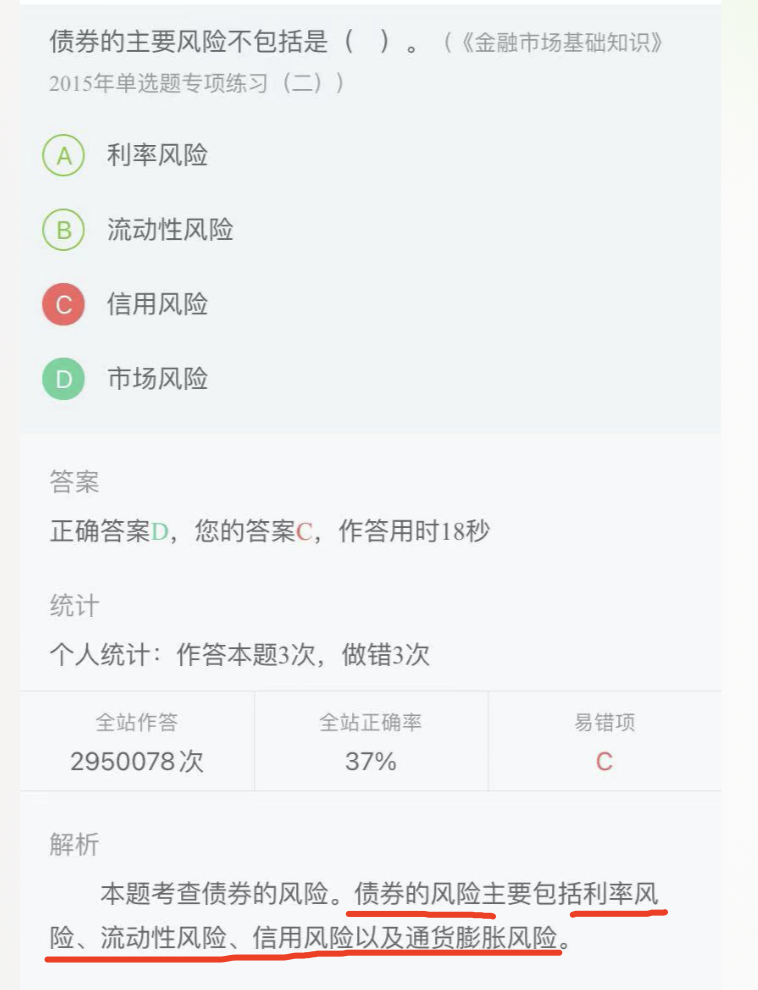 债券的主要风险不包括是（　）。（《金融市场基础知识》
2015年单选题专项练习（二））
A 利率风险
B 流动性风险
C 信用风险
D 市场风险
答案
正确答案D，您的答案C，作答用时18秒
统计
个人统计：作答本题3次，做错3次
全站作答 全站正确率 易错项
2950078次 37% C
解析
本题考查债券的风险。债券的风险主要包括利率风
险、流动性风险、信用风险以及通货膨胀风险。